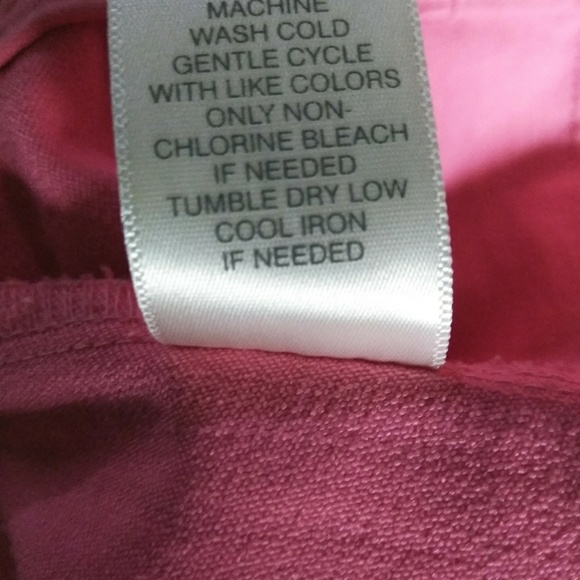 MACHINE
WASH COLD
GENTLE CYCLE
WITH LIKE COLORS
ONLY NON-
CHLORINE BLEACH
IF NEEDED
TUMBLE DRY LOW
COOL IRON
IF NEEDED